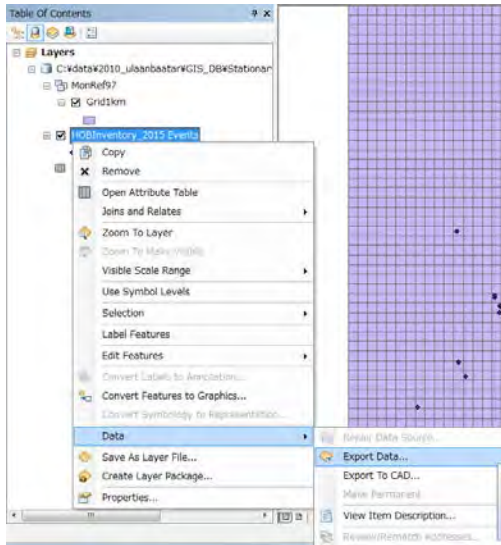 Table Of Contents
Layers
C:¥data¥2010_ulaanbaatar¥GIS_DB¥Stationar
MonRef97
Grid1km
HOBInventory_2015 Events
Copy
Remove
Open Attribute Table
Joins and Relates
Zoom To Layer
Zoom To Make Visible
Visible Scale Range
Use Symbol Levels
Selection
Label Features
Edit Features
Convert Labels to Annotation...
Convert Features to Graphics...
Convert Symbology to Representation...
Data
Save As Layer File...
Create Layer Package...
Properties...
Repair Data Source...
Export Data...
Export To CAD...
Make Permanent
View Item Description...
Review/Rematch Addresses...